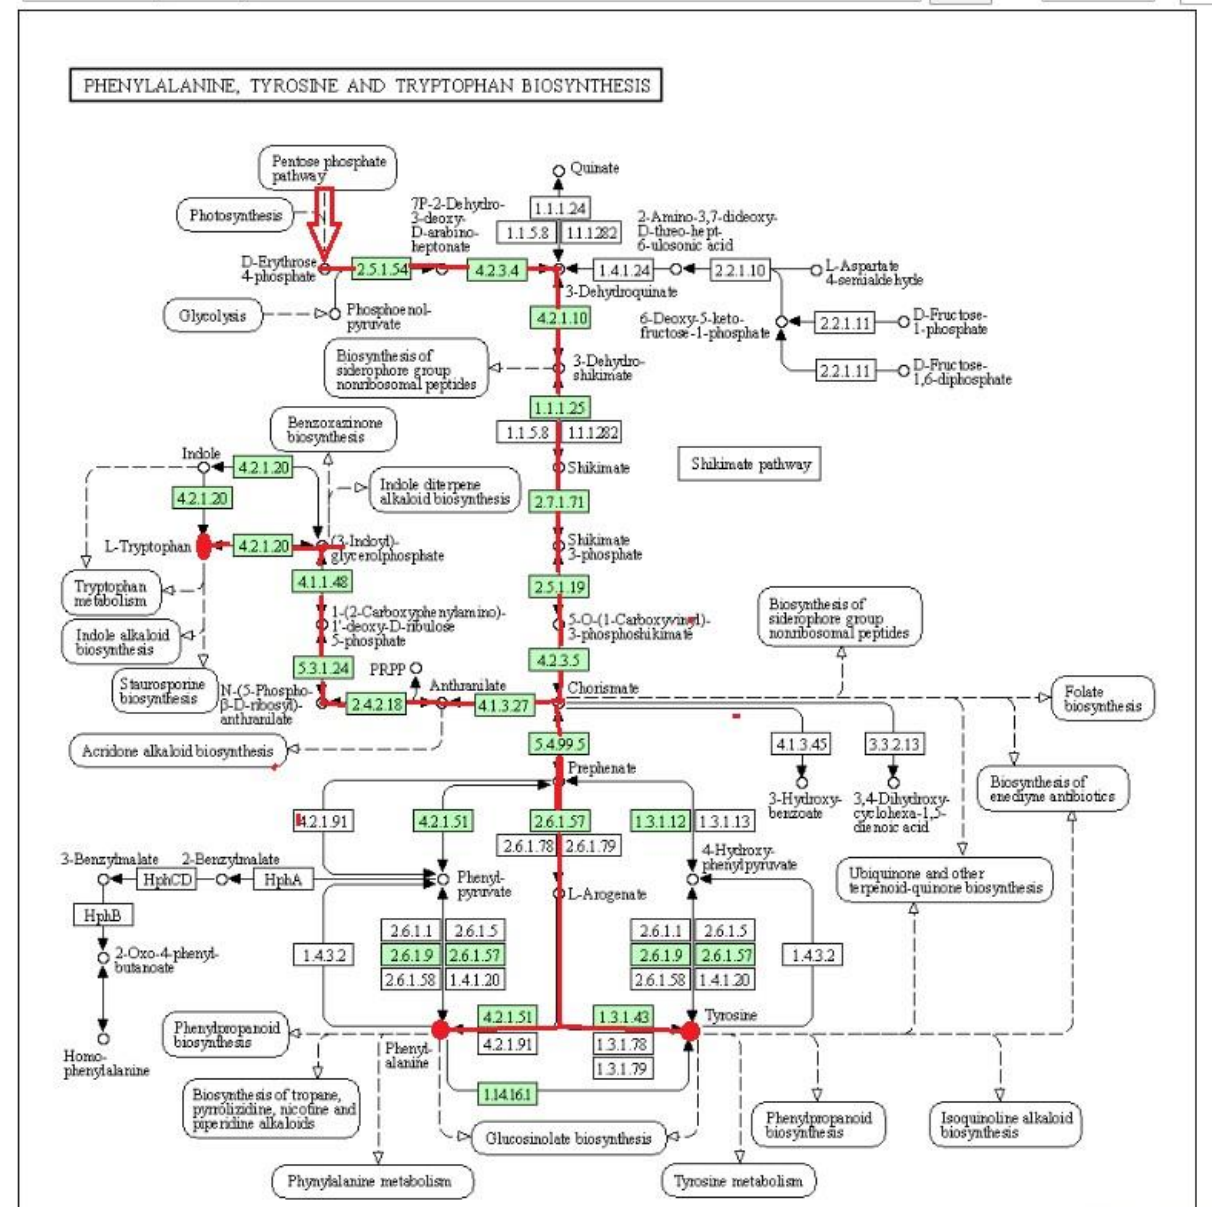 PHENYLALANINE, TYROSINE AND TRYPTOPHAN BIOSYNTHESIS
Pentose phosphate
pathway
Photosynthesis
D-Erythrose
4-phosphate
2.5.1.54
7P-2-Dehydro-
3-deoxy-
D-arabino-
heptonate
4.2.3.4
Quinate
1.1.1.24
1.1.5.8
1.1.1.282
3-Dehydroquinate
1.4.1.24
2-Amino-3,7-dideoxy-
D-threo-hept-
6-ulosonic acid
2.2.1.10
L-Aspartate
4-semialdehyde
Glycolysis
Phosphoenol-
pyruvate
4.2.1.10
6-Deoxy-5-keto-
fructose-1-phosphate
2.2.1.11
D-Fructose-
1-phosphate
2.2.1.11
D-Fructose-
1,6-diphosphate
Biosynthesis of
siderophore group
nonribosomal peptides
3-Dehydro-
shikimate
1.1.1.25
1.1.5.8
1.1.1.282
Shikimate pathway
Benzoxazinone
biosynthesis
Indole
4.2.1.20
Indole diterpene
alkaloid biosynthesis
Shikimate
4.2.1.20
2.7.1.71
L-Tryptophan
4.2.1.20
(3-Indoyl)-
glycerolphosphate
Shikimate
3-phosphate
Tryptophan
metabolism
4.1.1.48
2.5.1.19
1-(2-Carboxyphenylamino)-
1'-deoxy-D-ribulose
5-phosphate
5-O-(1-Carboxyvinyl)-
3-phosphoshikimate
Biosynthesis of
siderophore group
nonribosomal peptides
Indole alkaloid
biosynthesis
5.3.1.24
PRPP
4.2.3.5
Staurosporine
biosynthesis
N-(5-Phospho-
β-D-ribosyl)-
anthranilate
2.4.2.18
Anthranilate
4.1.3.27
Chorismate
Folate
biosynthesis
Acridone alkaloid biosynthesis
5.4.99.5
4.1.3.45
3.3.2.13
Prephenate
3-Hydroxy-
benzoate
3,4-Dihydroxy-
cyclohexa-1,5-
dienoic acid
Biosynthesis of
enediyne antibiotics
4.2.1.91
4.2.1.51
2.6.1.57
1.3.1.12
1.3.1.13
2.6.1.78
2.6.1.79
4-Hydroxy-
phenylpyruvate
3-Benzylmalate
2-Benzylmalate
HphCD
HphA
Phenyl-
pyruvate
L-Arogenate
Ubiquinone and other
terpenoid-quinone biosynthesis
HphB
2.6.1.1
2.6.1.5
2.6.1.1
2.6.1.5
2-Oxo-4-phenyl-
butanoate
1.4.3.2
2.6.1.9
2.6.1.57
2.6.1.9
2.6.1.57
1.4.3.2
2.6.1.58
1.4.1.20
2.6.1.58
1.4.1.20
Homo-
phenylalanine
Phenylpropanoid
biosynthesis
Phenyl-
alanine
4.2.1.51
4.2.1.91
1.3.1.43
1.3.1.78
1.3.1.79
Tyrosine
Biosynthesis of tropane,
pyrrolizidine, nicotine and
piperidine alkaloids
1.14.16.1
Phenylpropanoid
biosynthesis
Isoquinoline alkaloid
biosynthesis
Glucosinolate biosynthesis
Phynylalanine metabolism
Tyrosine metabolism